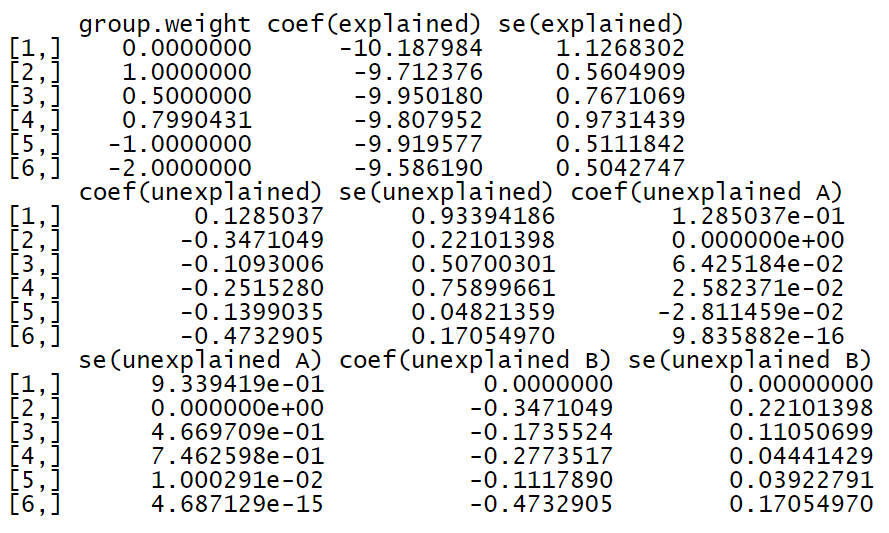 group.weight coef(explained) se(explained)
[1,] 0.0000000 -10.187984 1.1268302
[2,] 1.0000000 -9.712376 0.5604909
[3,] 0.5000000 -9.950180 0.7671069
[4,] 0.7990431 -9.807952 0.9731439
[5,] -1.0000000 -9.919577 0.5111842
[6,] -2.0000000 -9.586190 0.5042747
coef(unexplained) se(unexplained) coef(unexplained A)
[1,] 0.1285037 0.93394186 1.285037e-01
[2,] -0.3471049 0.22101398 0.000000e+00
[3,] -0.1093006 0.50700301 6.425184e-02
[4,] -0.2515280 0.75899661 2.582371e-02
[5,] -0.1399035 0.04821359 -2.811459e-02
[6,] -0.4732905 0.17054970 9.835882e-16
se(unexplained A) coef(unexplained B) se(unexplained B)
[1,] 9.339419e-01 0.0000000 0.00000000
[2,] 0.000000e+00 -0.3471049 0.22101398
[3,] 4.669709e-01 -0.1735524 0.11050699
[4,] 7.462598e-01 -0.2773517 0.04441429
[5,] 1.000291e-02 -0.1117890 0.03922791
[6,] 4.687129e-15 -0.4732905 0.17054970